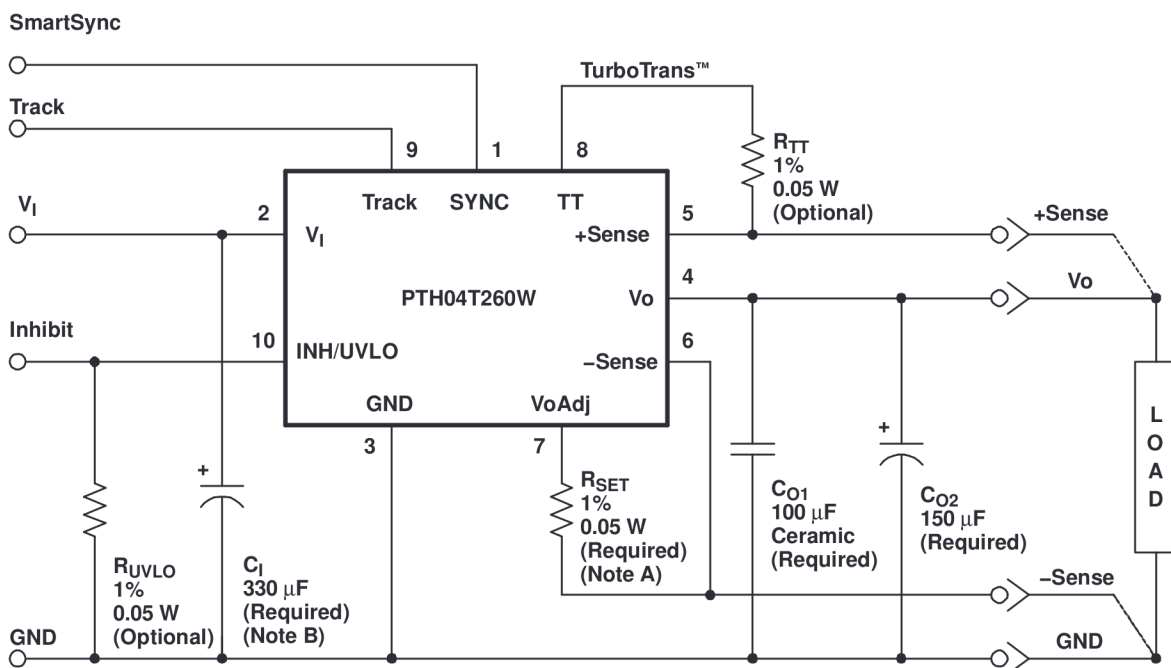 SmartSync
TurboTrans™
Track
9
1
8
R_TT
1%
0.05 W
(Optional)
V_I
2
Track
SYNC
TT
5
+Sense
V_I
+Sense
4
Vo
PTH04T260W
Vo
Inhibit
10
INH/UVLO
6
−Sense
GND
VoAdj
3
7
+
+
L
O
A
D
R_SET
1%
0.05 W
(Required)
(Note A)
C_O1
100 μF
Ceramic
(Required)
C_O2
150 μF
(Required)
R_UVLO
1%
0.05 W
(Optional)
C_I
330 μF
(Required)
(Note B)
−Sense
GND
GND